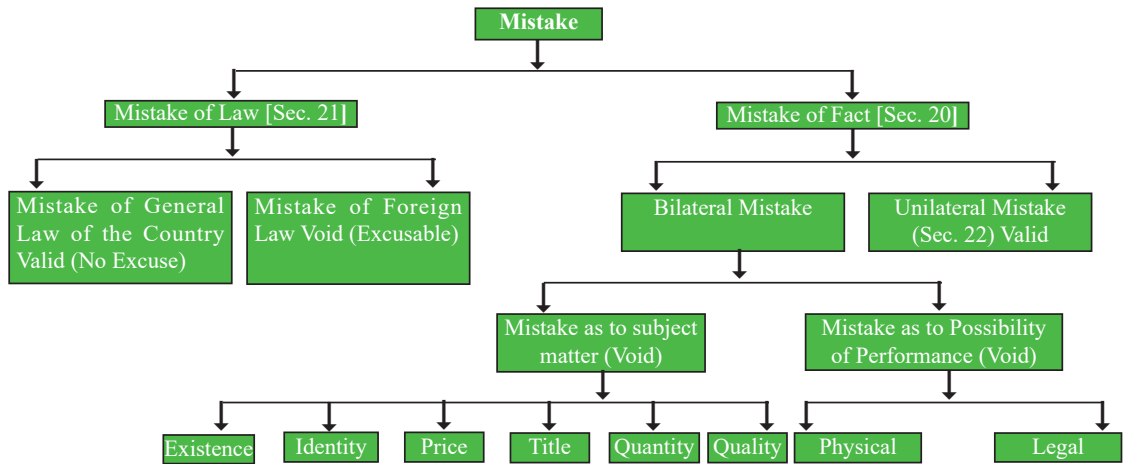 Mistake
Mistake of Law [Sec. 21]
Mistake of Fact [Sec. 20]
Mistake of General
Law of the Country
Valid (No Excuse)
Mistake of Foreign
Law Void (Excusable)
Bilateral Mistake
Unilateral Mistake
(Sec. 22) Valid
Mistake as to subject
matter (Void)
Mistake as to Possibility
of Performance (Void)
Existence
Identity
Price
Title
Quantity
Quality
Physical
Legal